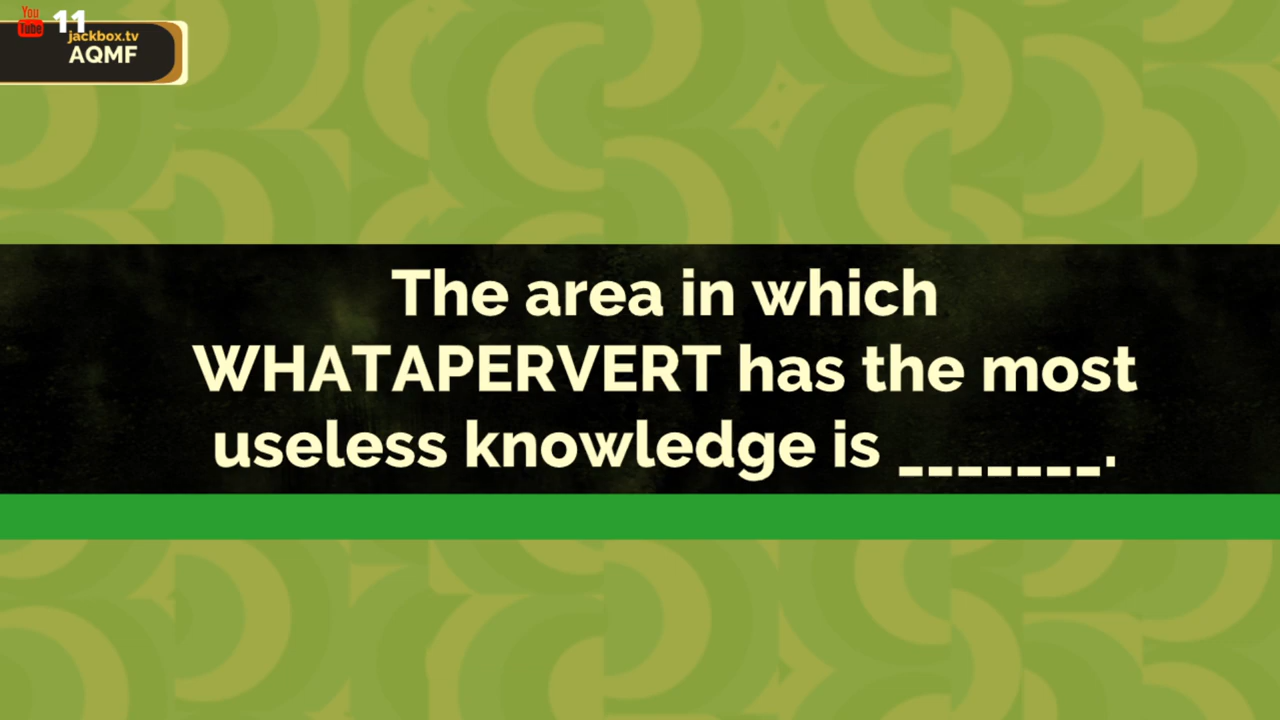 You
Tube
11
jackbox.tv
AQMF
The area in which
WHATAPERVERT has the most
useless knowledge is _______.